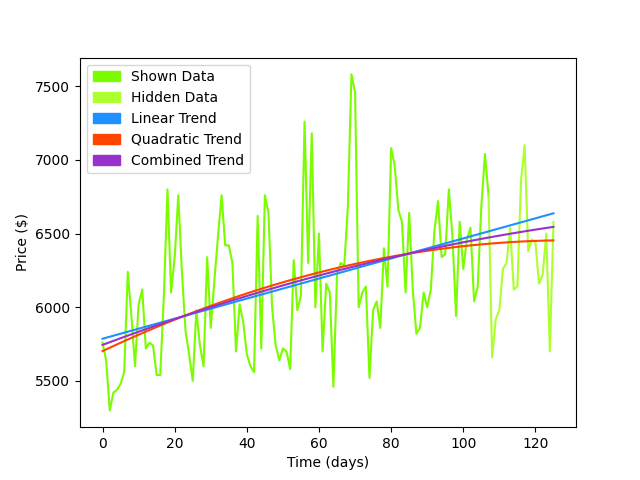 Shown Data
Hidden Data
Linear Trend
Quadratic Trend
Combined Trend
7500
7000
6500
6000
5500
Price ($)
0 20 40 60 80 100 120
Time (days)